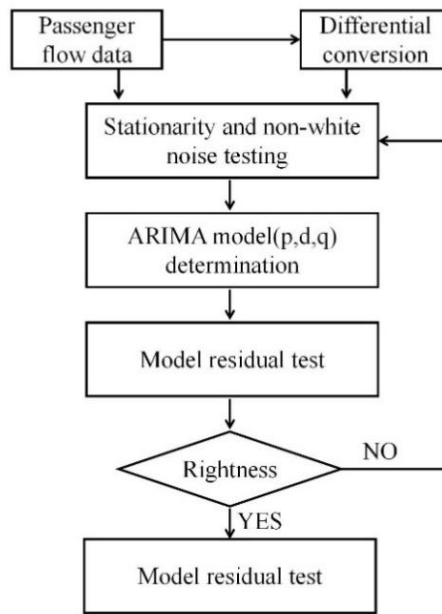 Passenger
flow data
Differential
conversion
Stationarity and non-white
noise testing
ARIMA model(p,d,q)
determination
Model residual test
Rightness
NO
YES
Model residual test